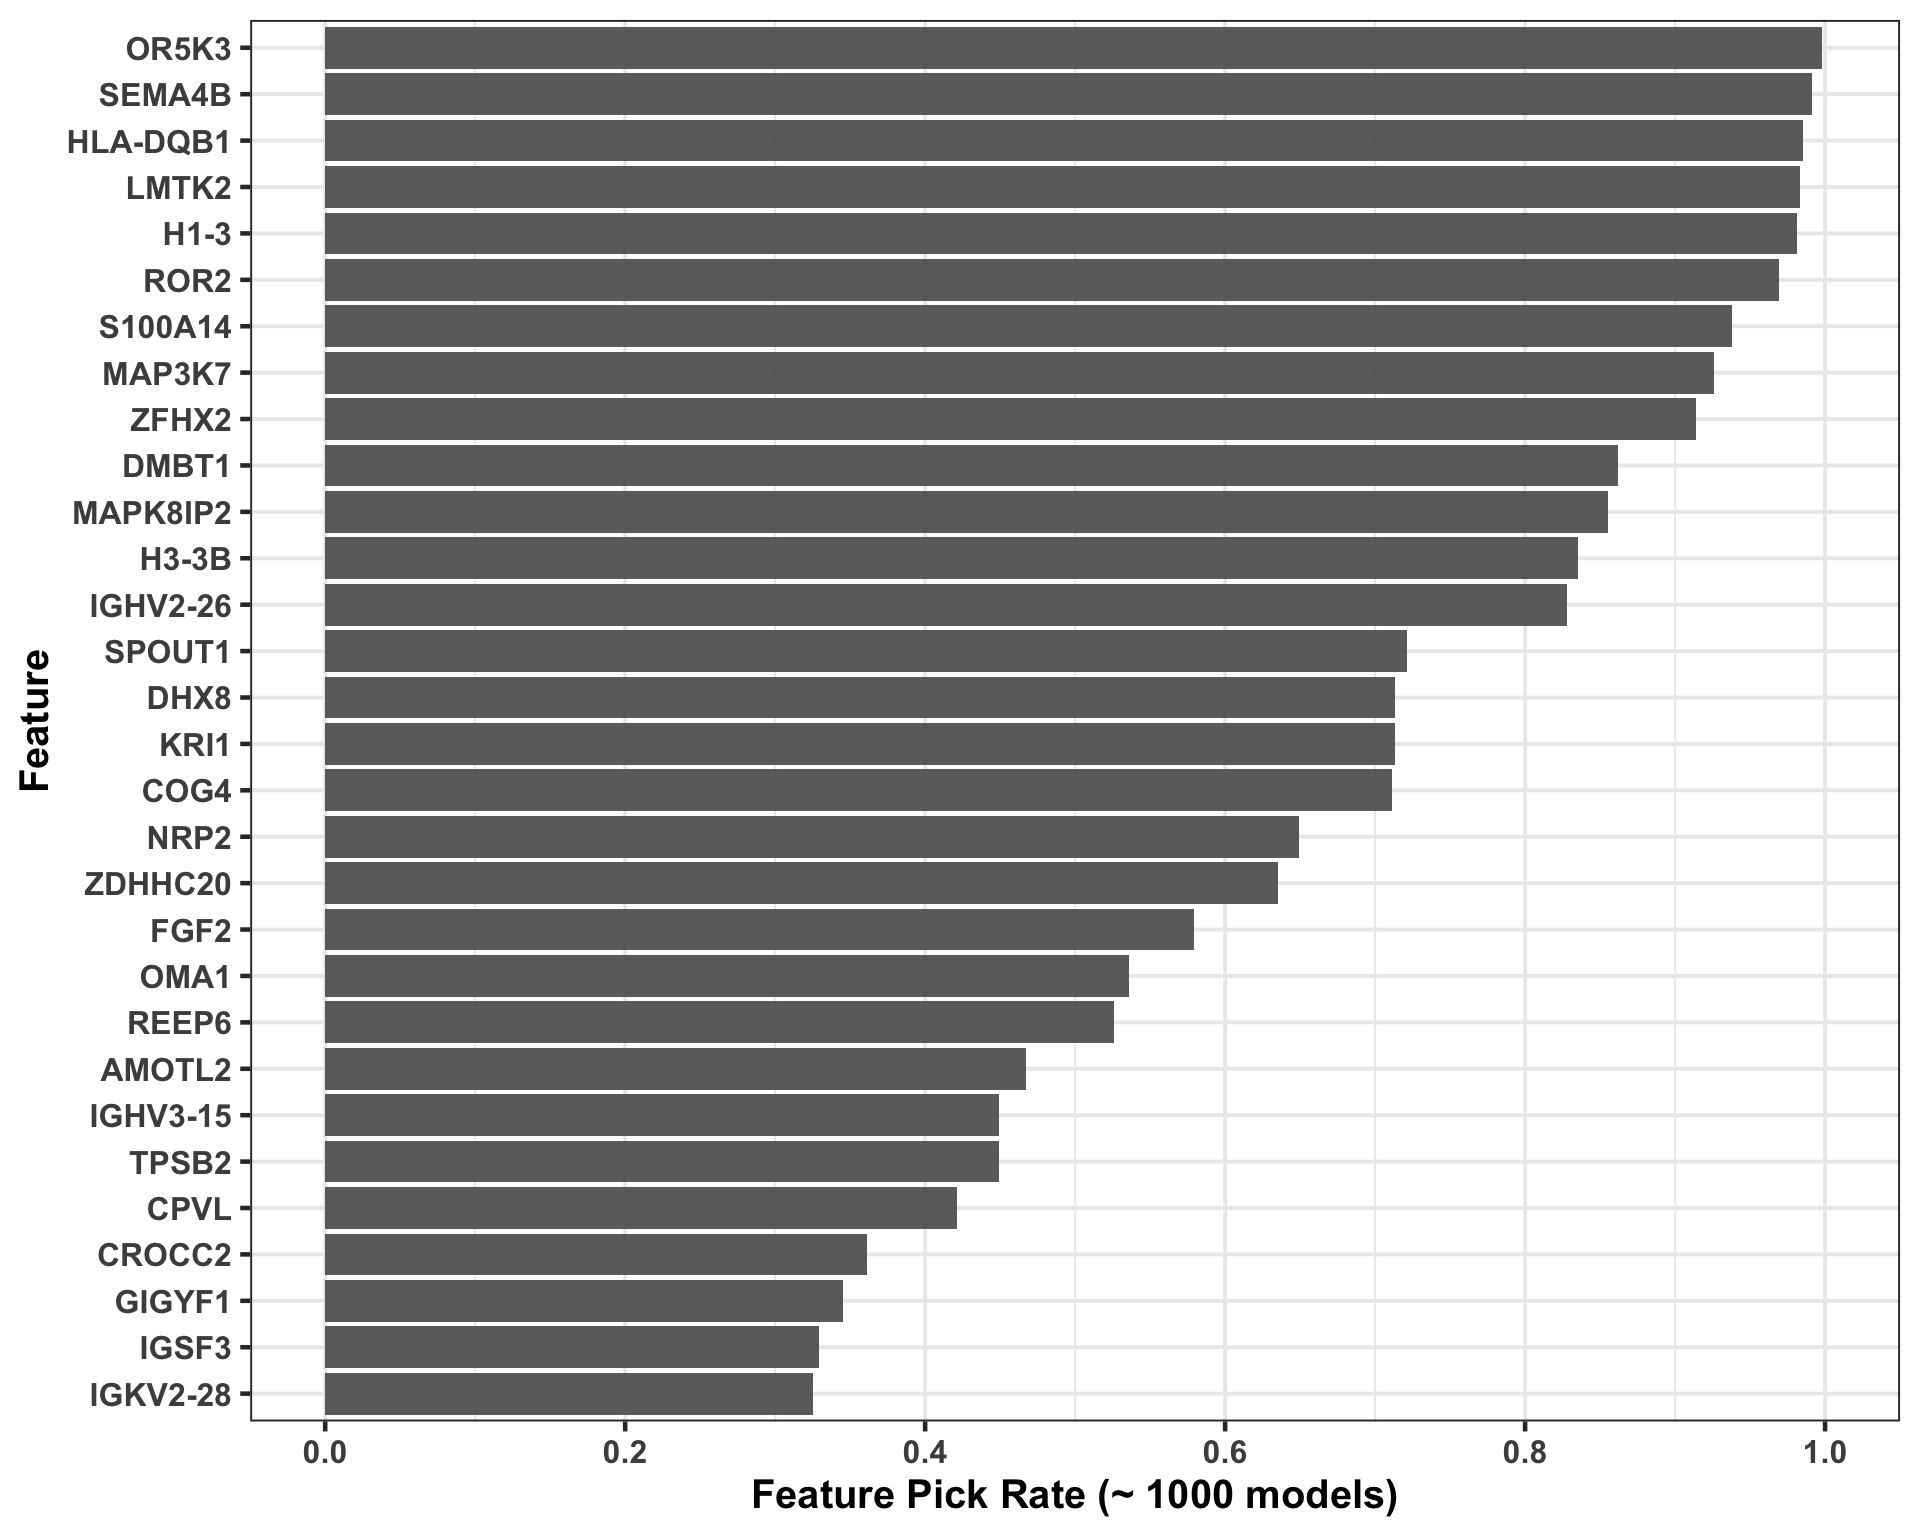 OR5K3
SEMA4B
HLA-DQB1
LMTK2
H1-3
ROR2
S100A14
MAP3K7
ZFHX2
DMBT1
MAPK8IP2
H3-3B
IGHV2-26
SPOUT1
DHX8
KRI1
COG4
NRP2
ZDHHC20
FGF2
OMA1
REEP6
AMOTL2
IGHV3-15
TPSB2
CPVL
CROCC2
GIGYF1
IGSF3
IGKV2-28
Feature
0.0 0.2 0.4 0.6 0.8 1.0
Feature Pick Rate (~ 1000 models)